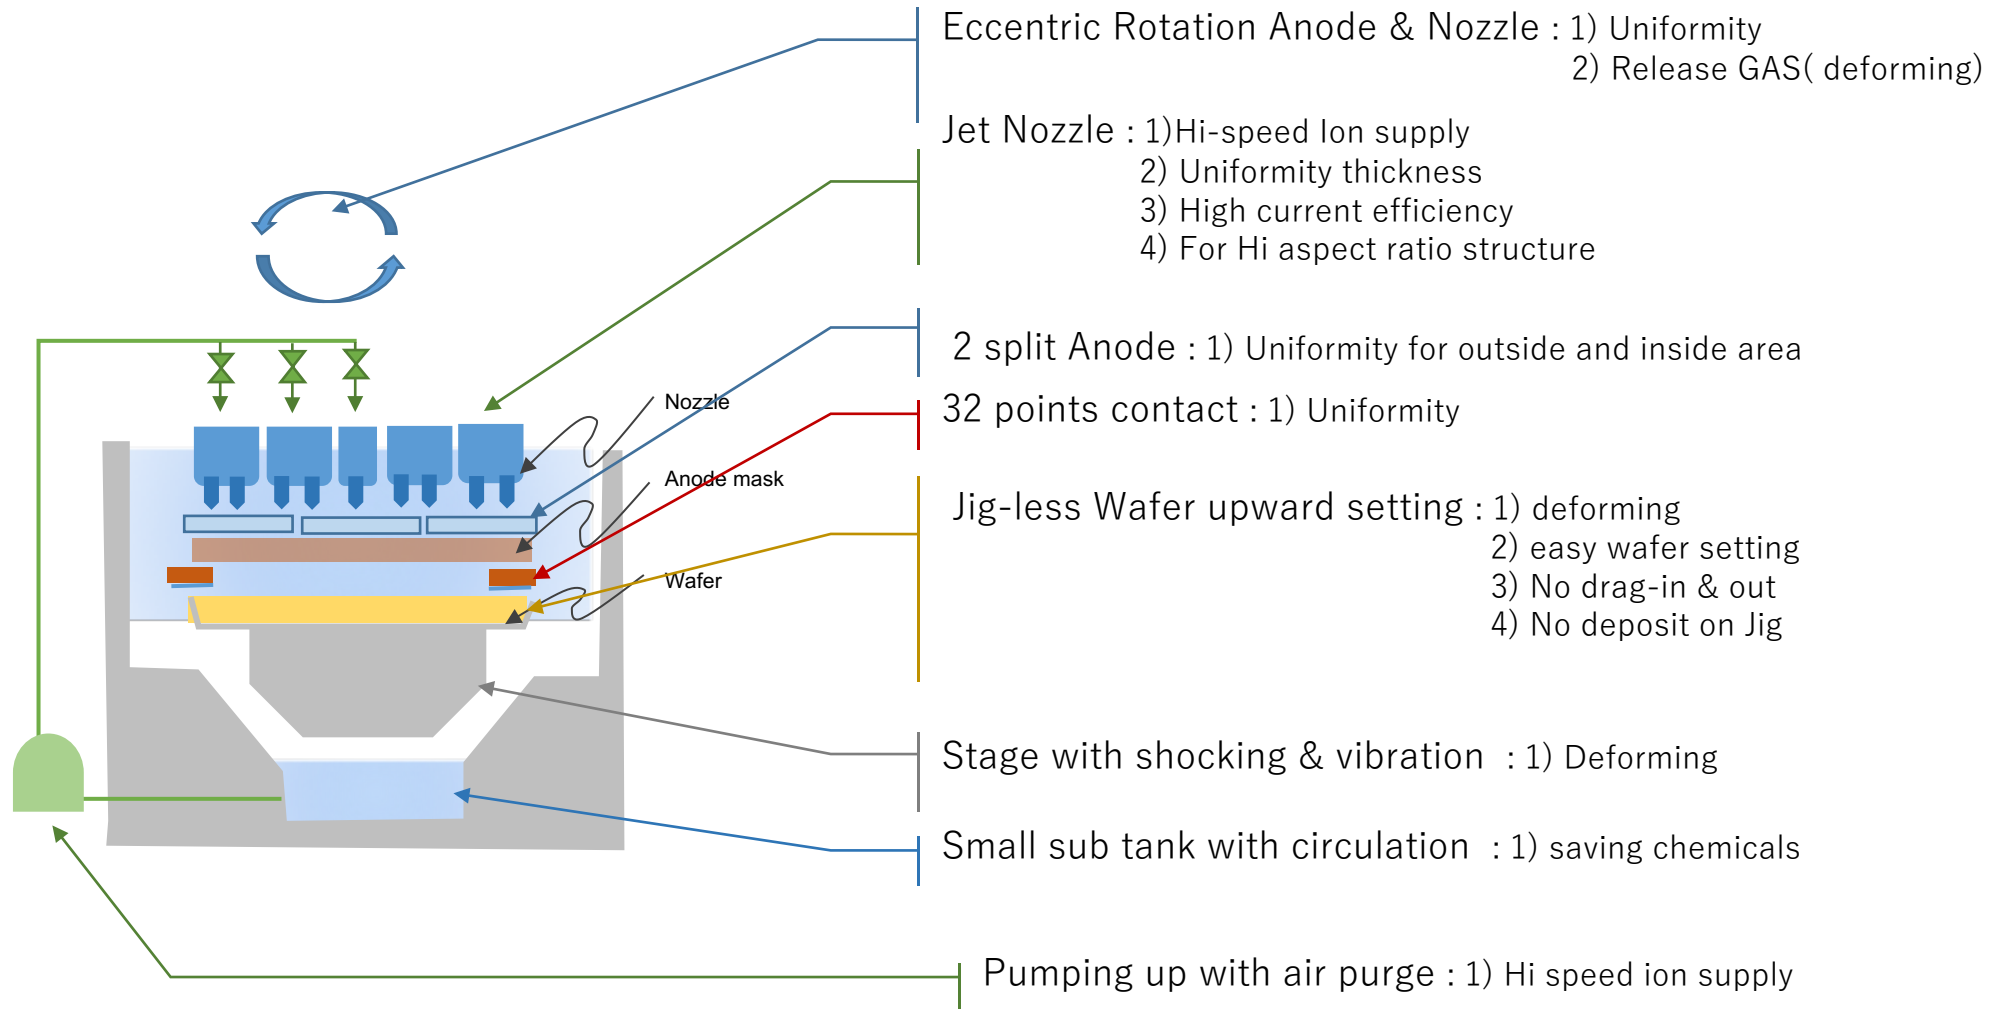 Eccentric Rotation Anode & Nozzle : 1) Uniformity
2) Release GAS( deforming)
Jet Nozzle : 1)Hi-speed Ion supply
2) Uniformity thickness
3) High current efficiency
4) For Hi aspect ratio structure
2 split Anode : 1) Uniformity for outside and inside area
Nozzle
32 points contact : 1) Uniformity
Anode mask
Jig-less Wafer upward setting : 1) deforming
2) easy wafer setting
3) No drag-in & out
4) No deposit on Jig
Wafer
Stage with shocking & vibration : 1) Deforming
Small sub tank with circulation : 1) saving chemicals
Pumping up with air purge : 1) Hi speed ion supply